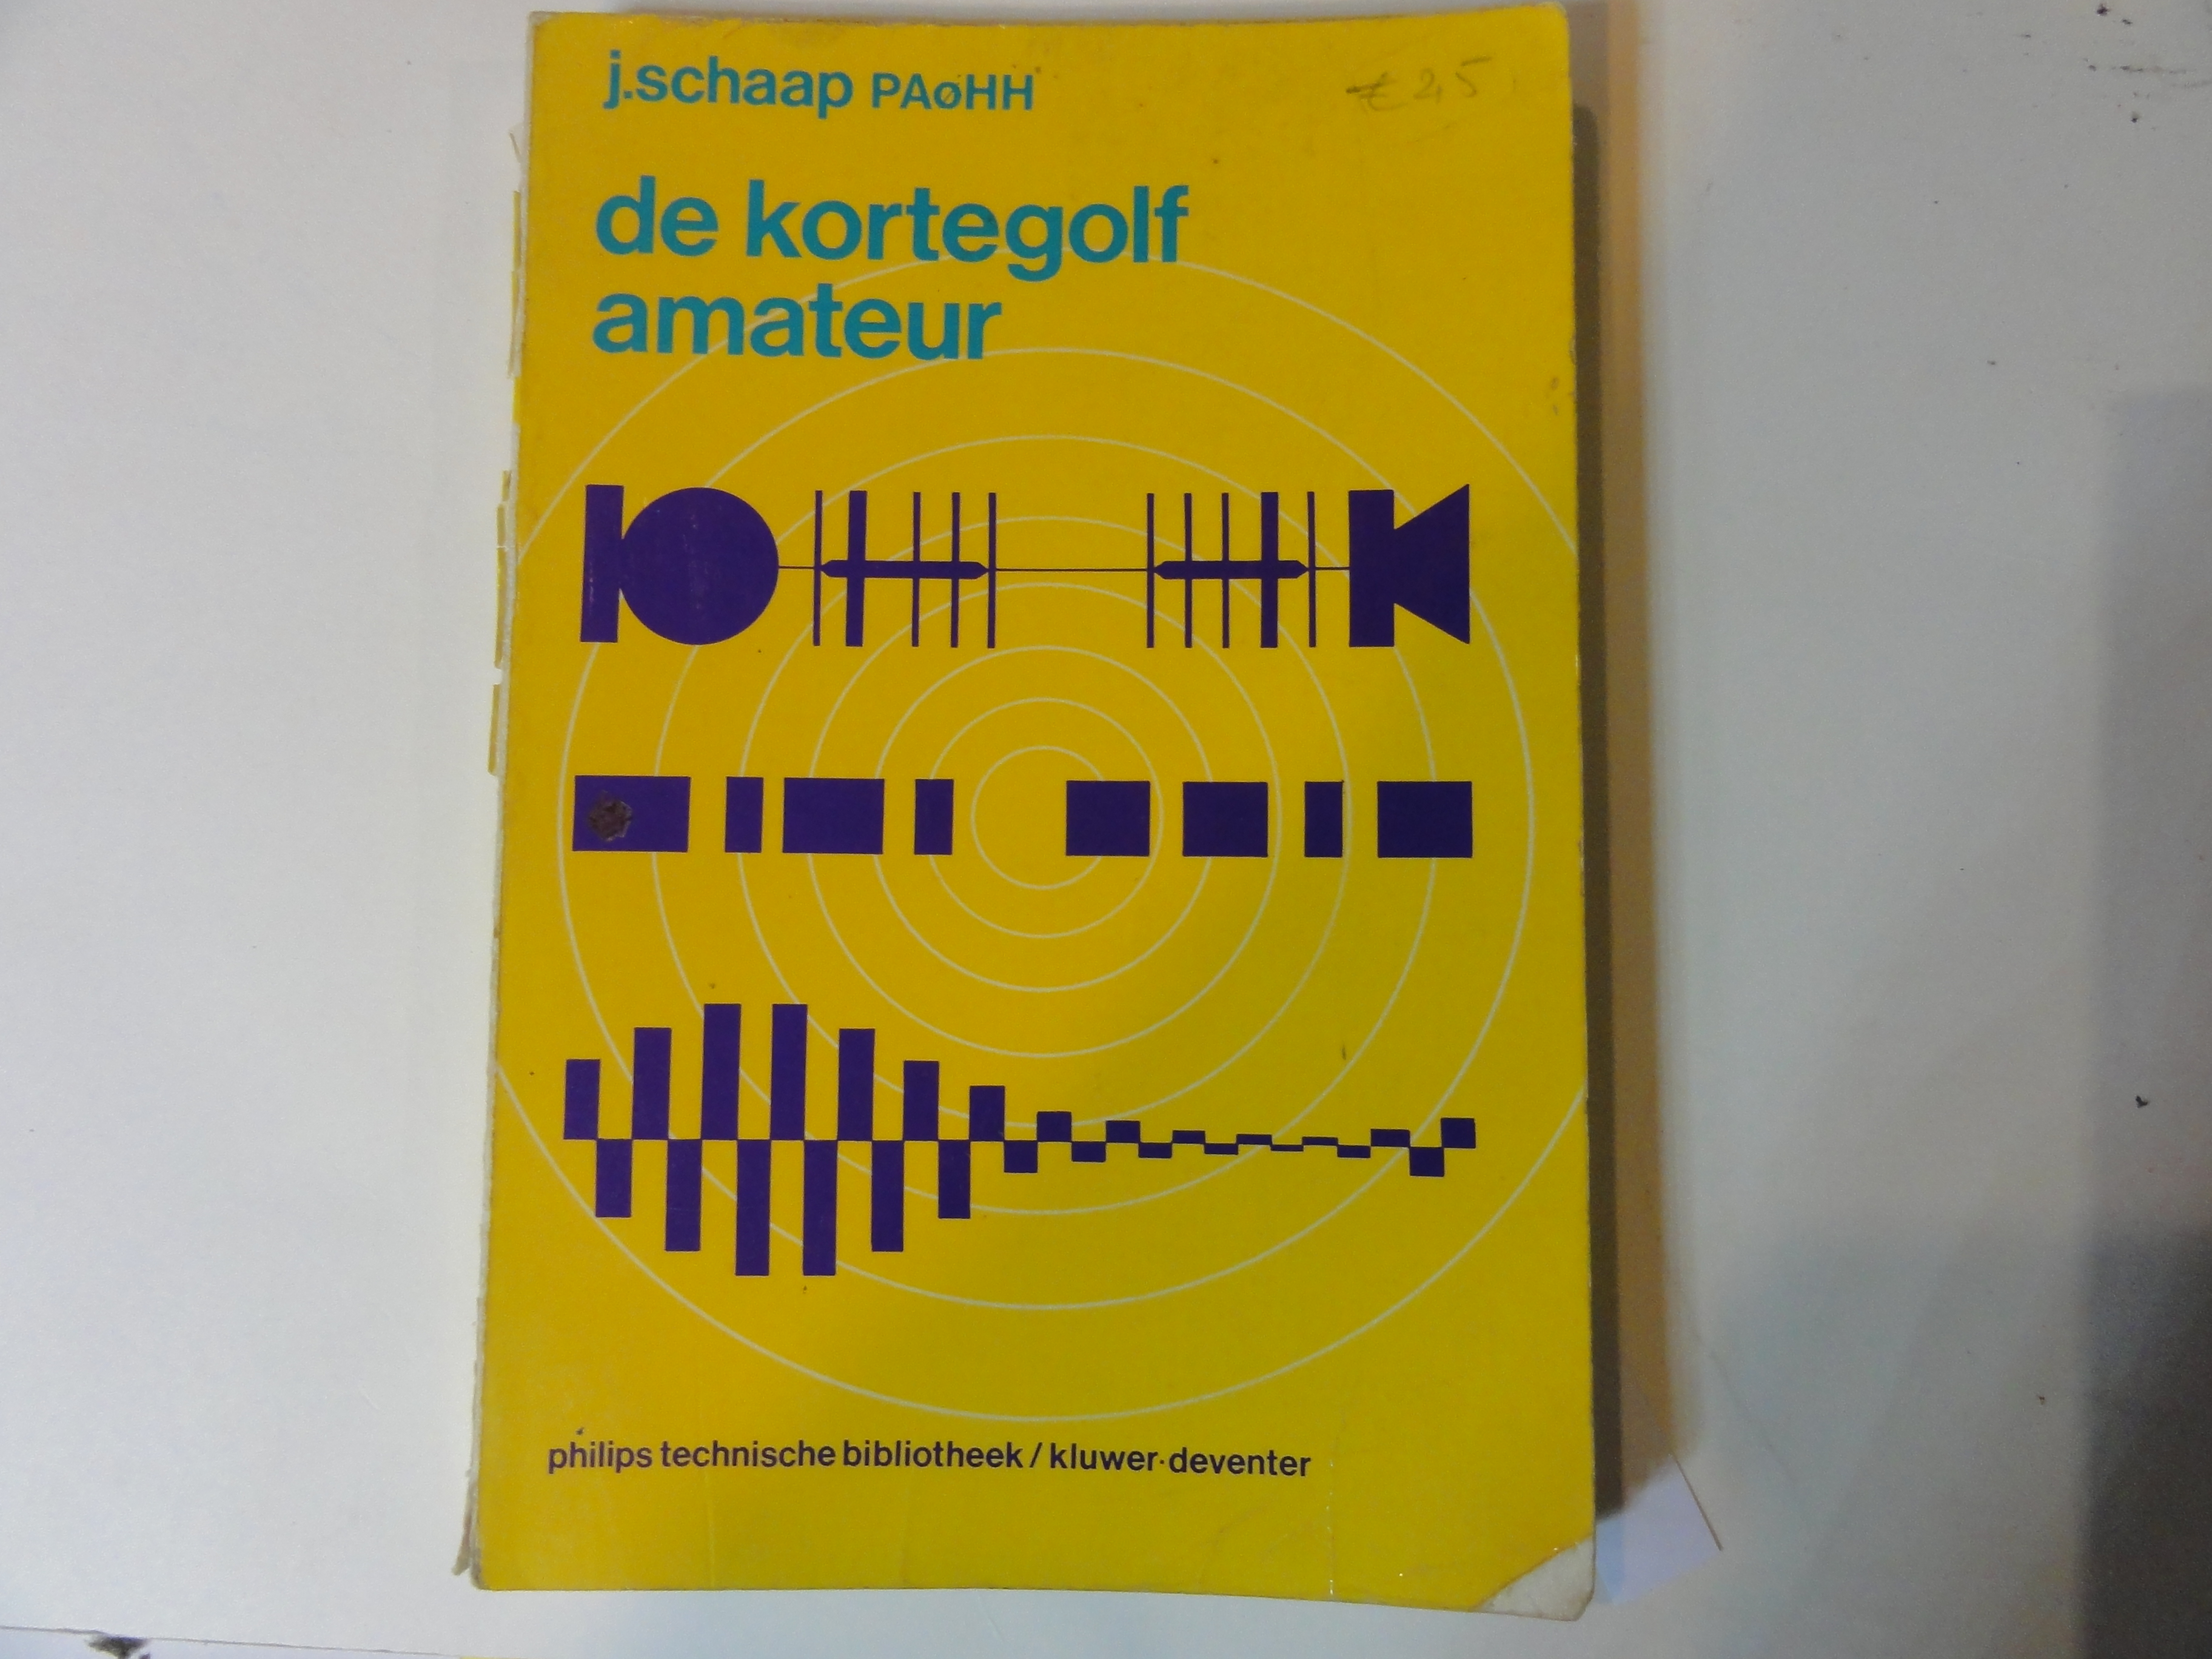 j.schaap PAøHH
€ 2,5
de kortegolf
amateur
philips technische bibliotheek / kluwer·deventer